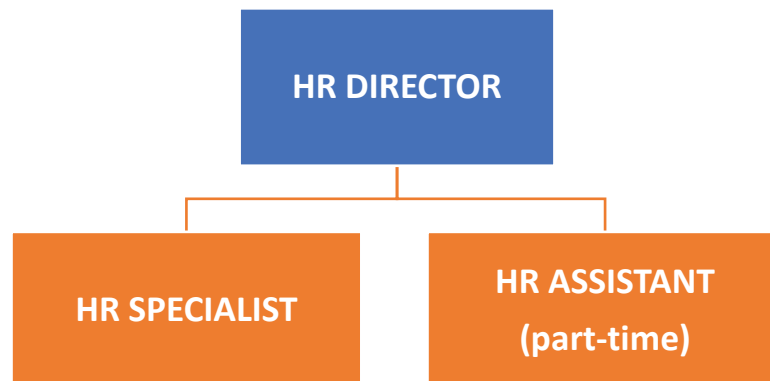 HR DIRECTOR
HR SPECIALIST
HR ASSISTANT
(part-time)